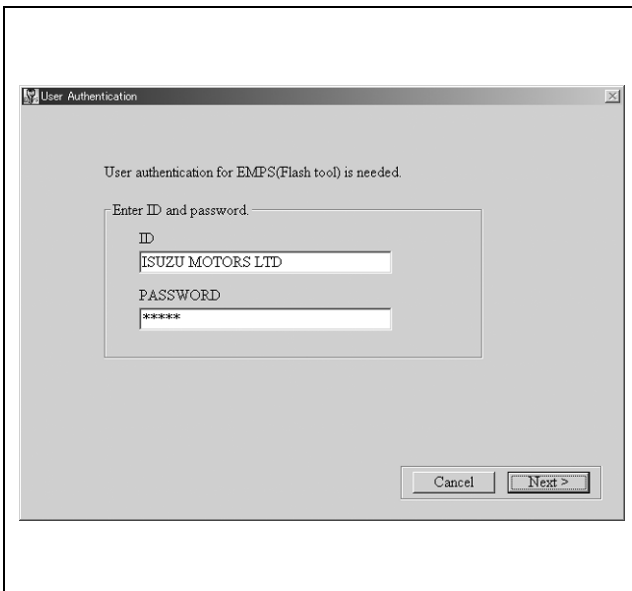 User Authentication
User authentication for EMPS(Flash tool) is needed.
Enter ID and password.
ID
ISUZU MOTORS LTD
PASSWORD
*****
Cancel
Next >